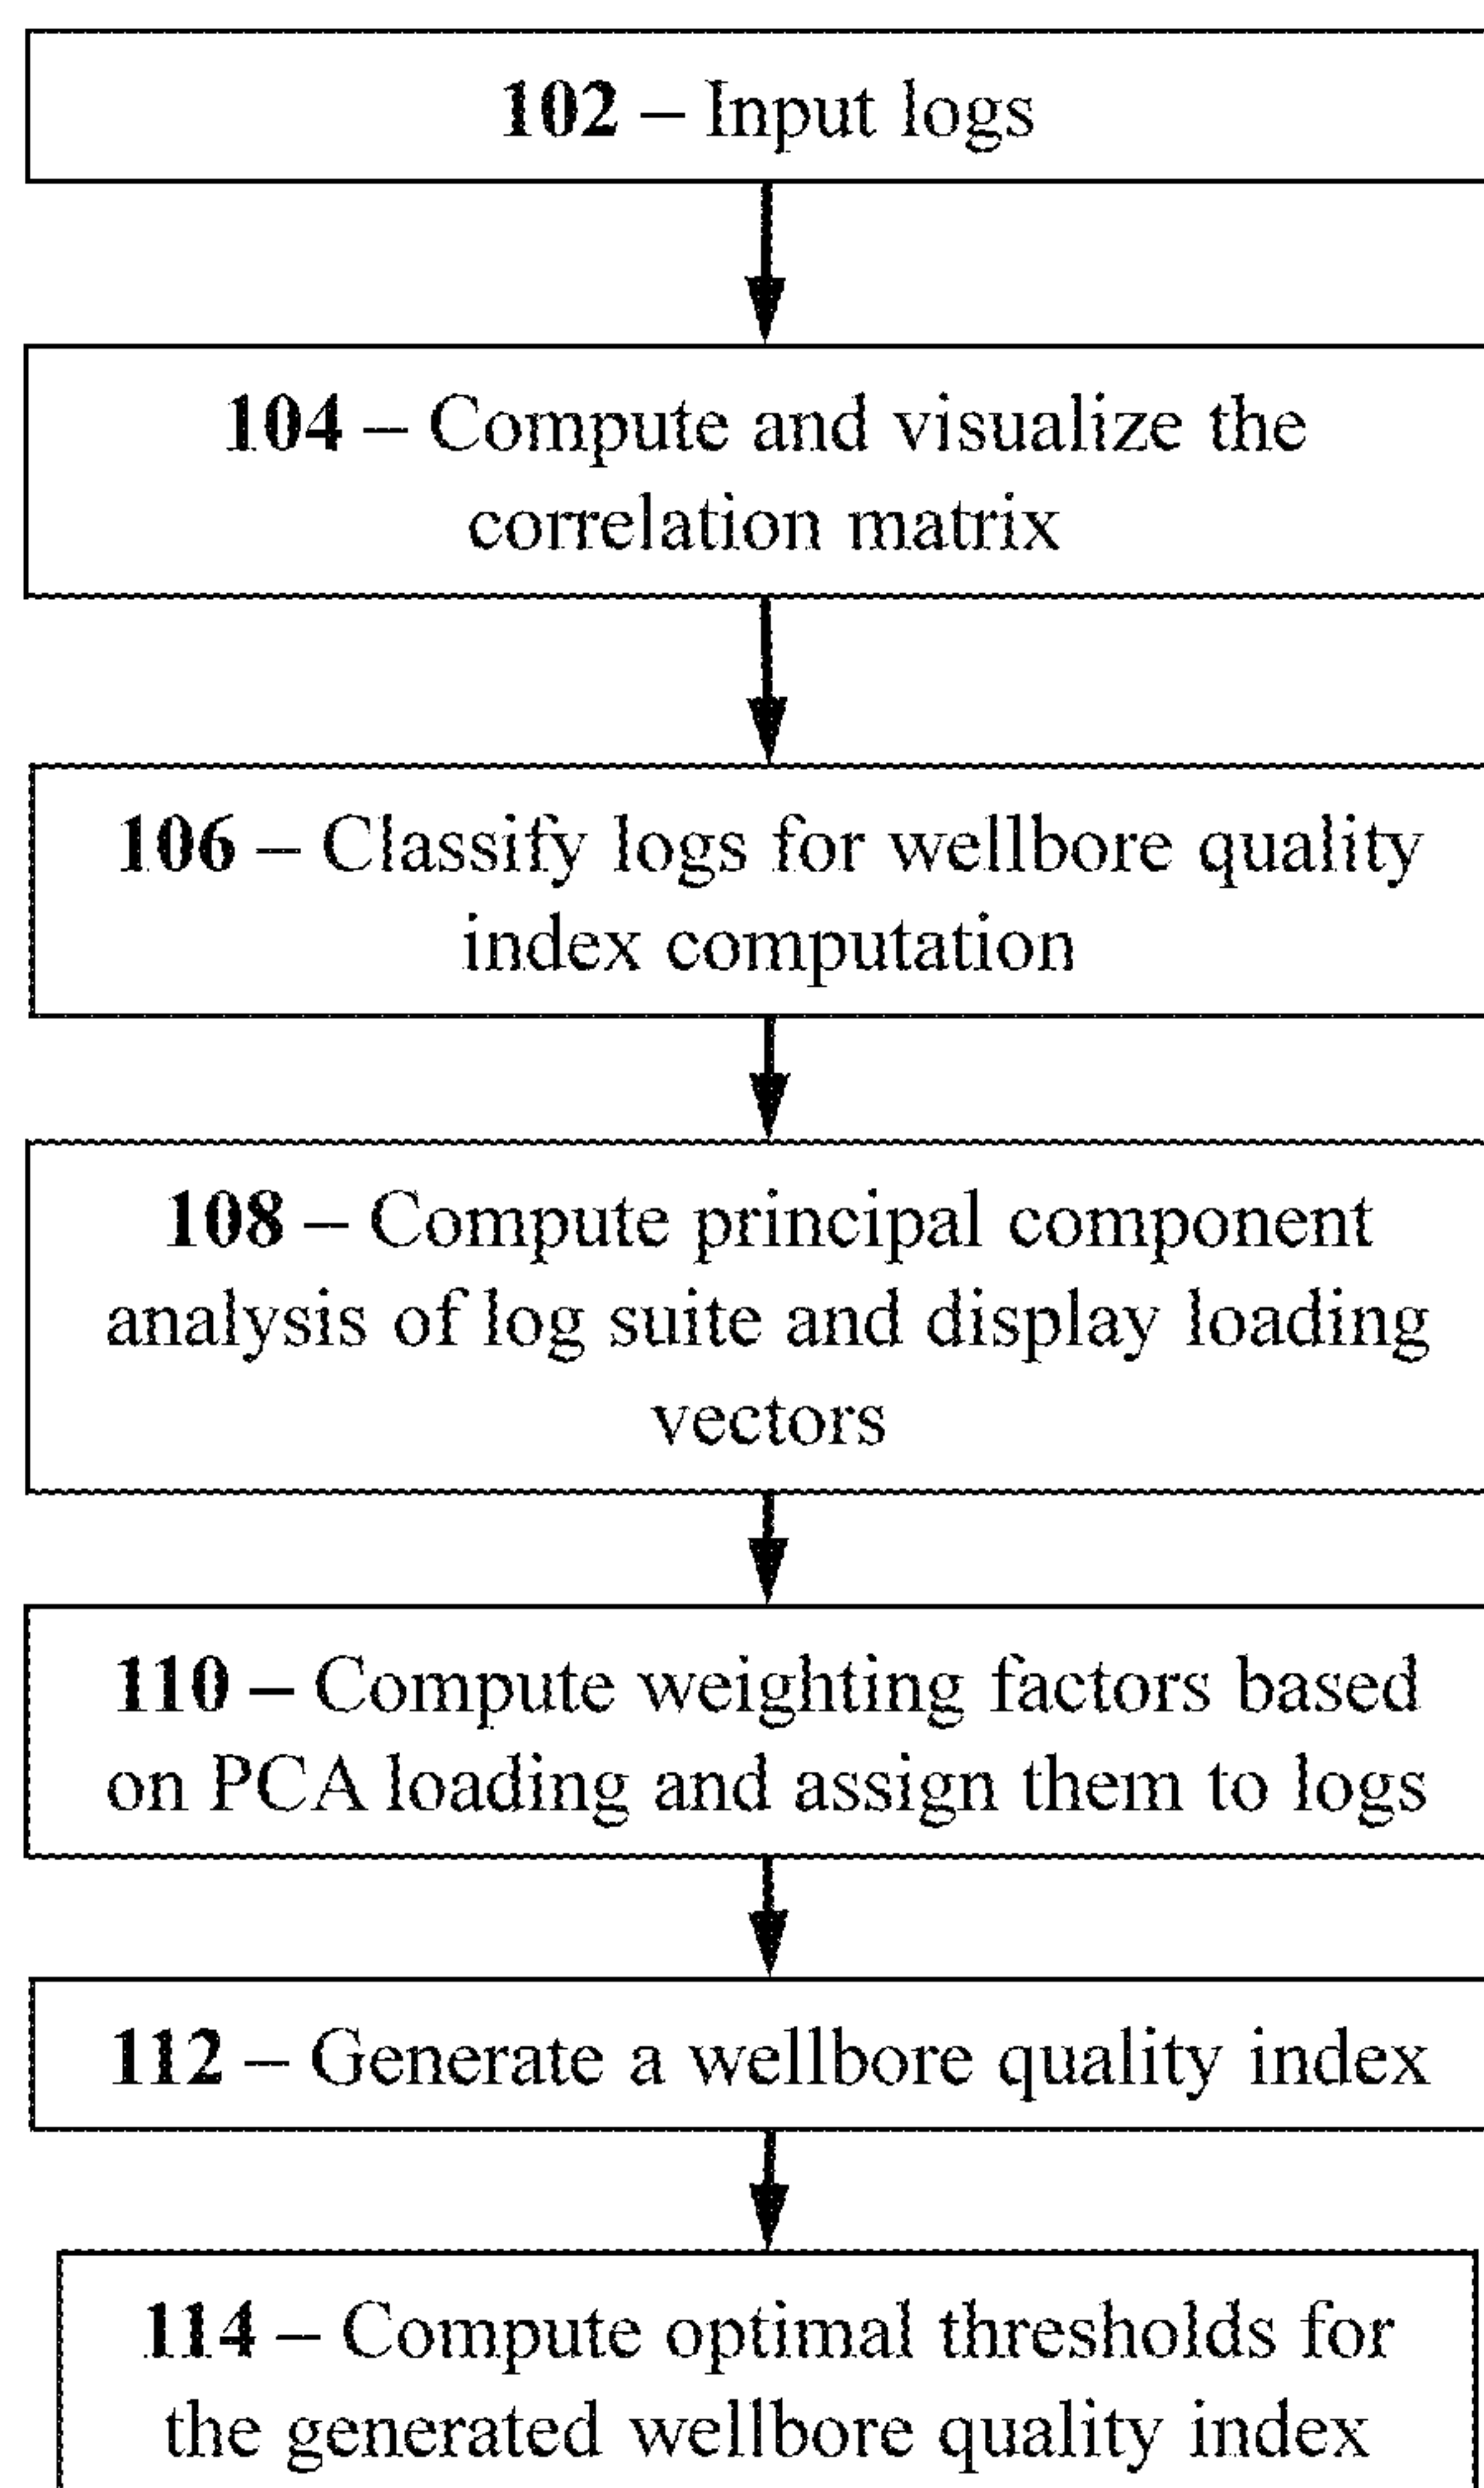 102 – Input logs
104 – Compute and visualize the
correlation matrix
106 – Classify logs for wellbore quality
index computation
108 – Compute principal component
analysis of log suite and display loading
vectors
110 – Compute weighting factors based
on PCA loading and assign them to logs
112 – Generate a wellbore quality index
114 – Compute optimal thresholds for
the generated wellbore quality index